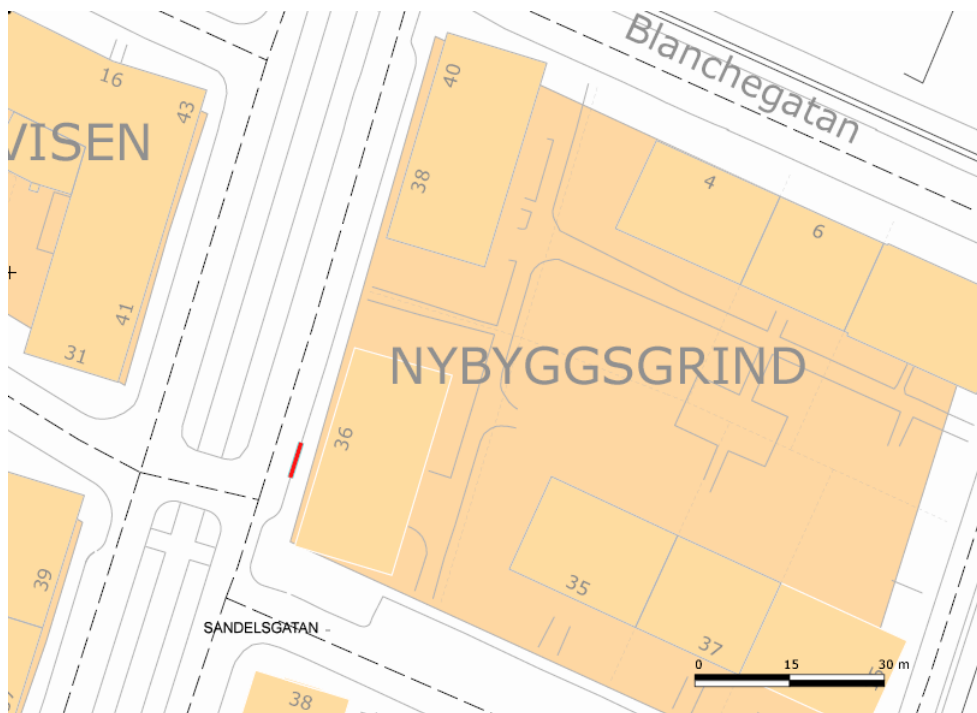 Blanchegatan
16
43
40
VISEN
38
4
6
41
31
NYBYGGSGRIND
36
39
35
37
SANDELSGATAN
38
0 15 30 m